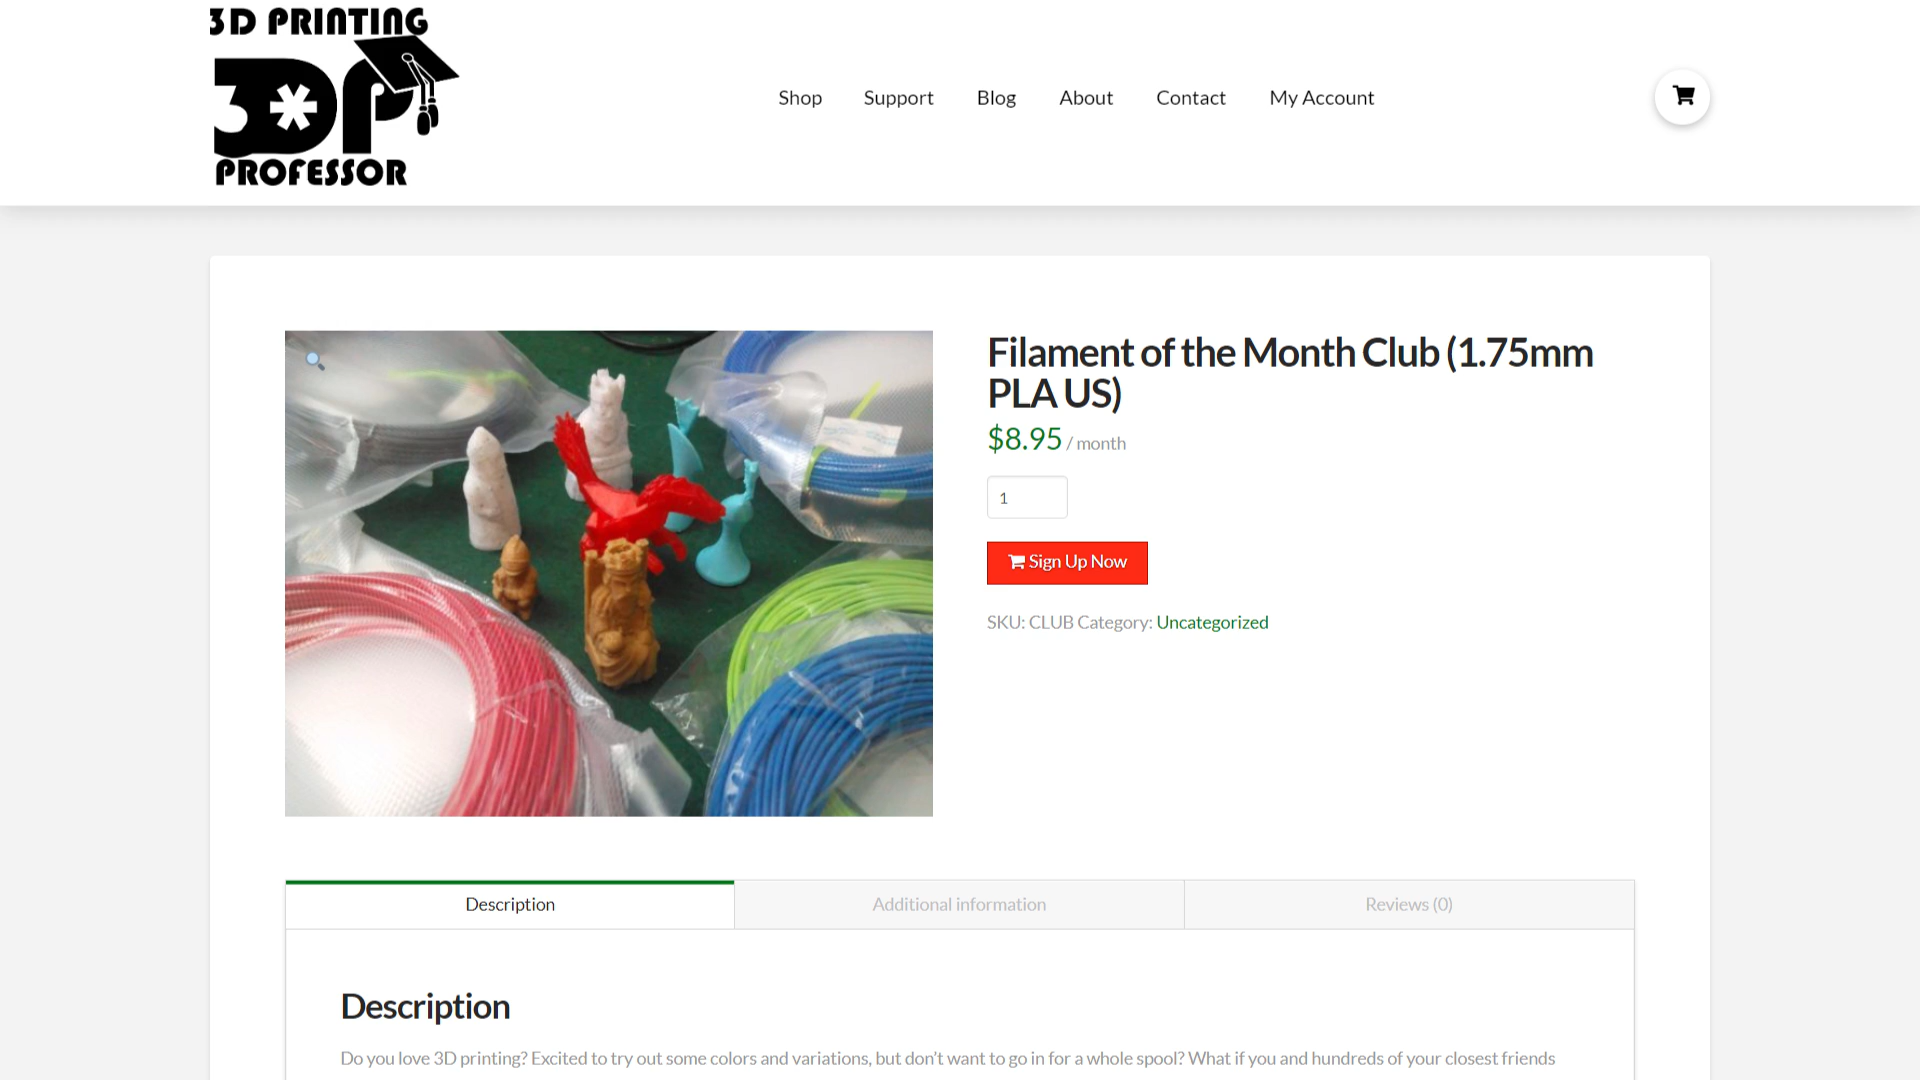 3D PRINTING
3DP
PROFESSOR
Shop
Support
Blog
About
Contact
My Account
Filament of the Month Club (1.75mm
PLA US)
$8.95 / month
1
Sign Up Now
SKU: CLUB Category: Uncategorized
Description
Additional information
Reviews (0)
Description
Do you love 3D printing? Excited to try out some colors and variations, but don’t want to go in for a whole spool? What if you and hundreds of your closest friends